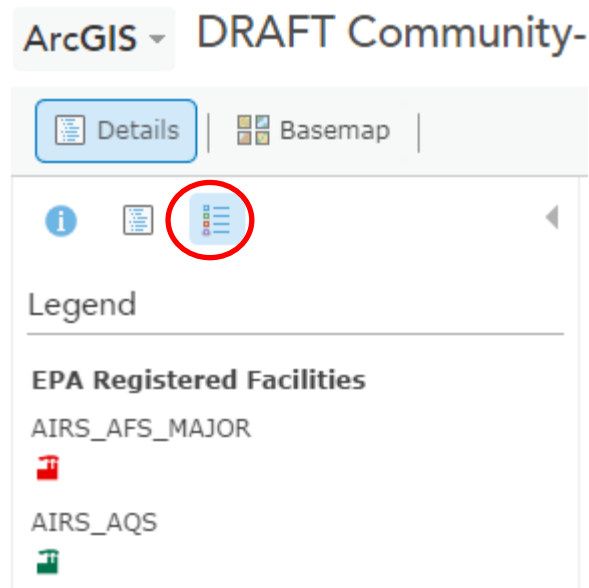 ArcGIS DRAFT Community-
Details Basemap
Legend
EPA Registered Facilities
AIRS_AFS_MAJOR
AIRS_AQS